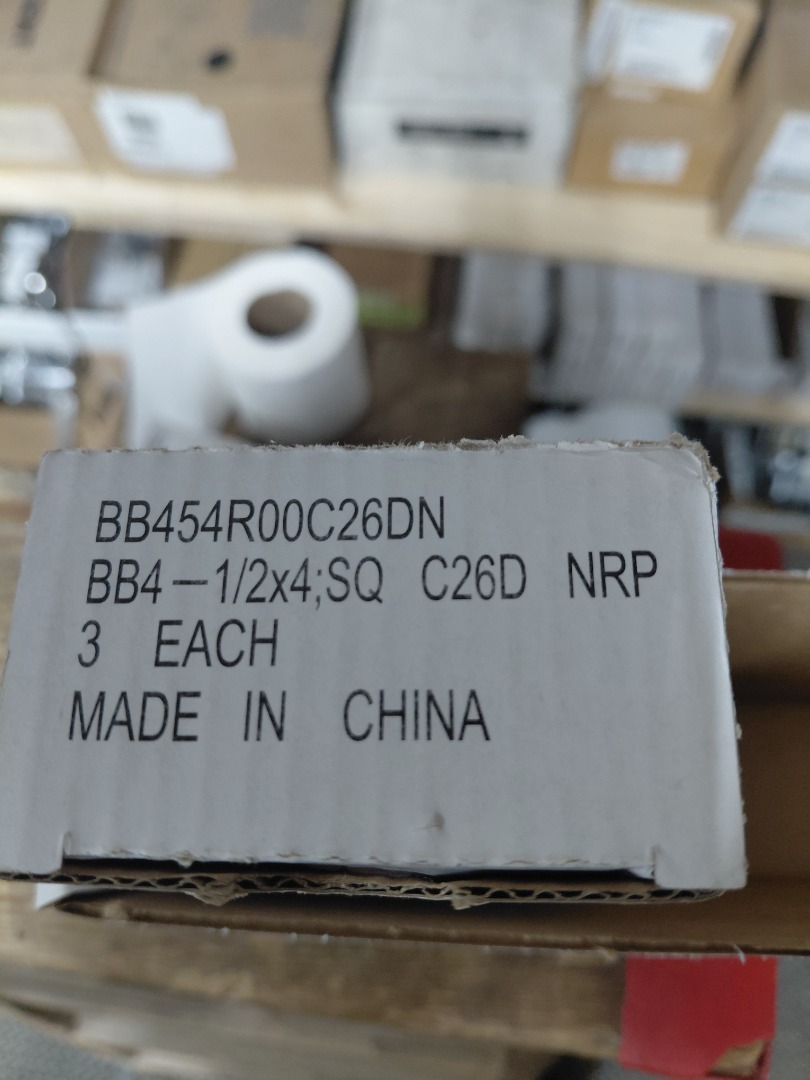 BB454R00C26DN
BB4-1/2x4;SQ C26D NRP
3 EACH
MADE IN CHINA